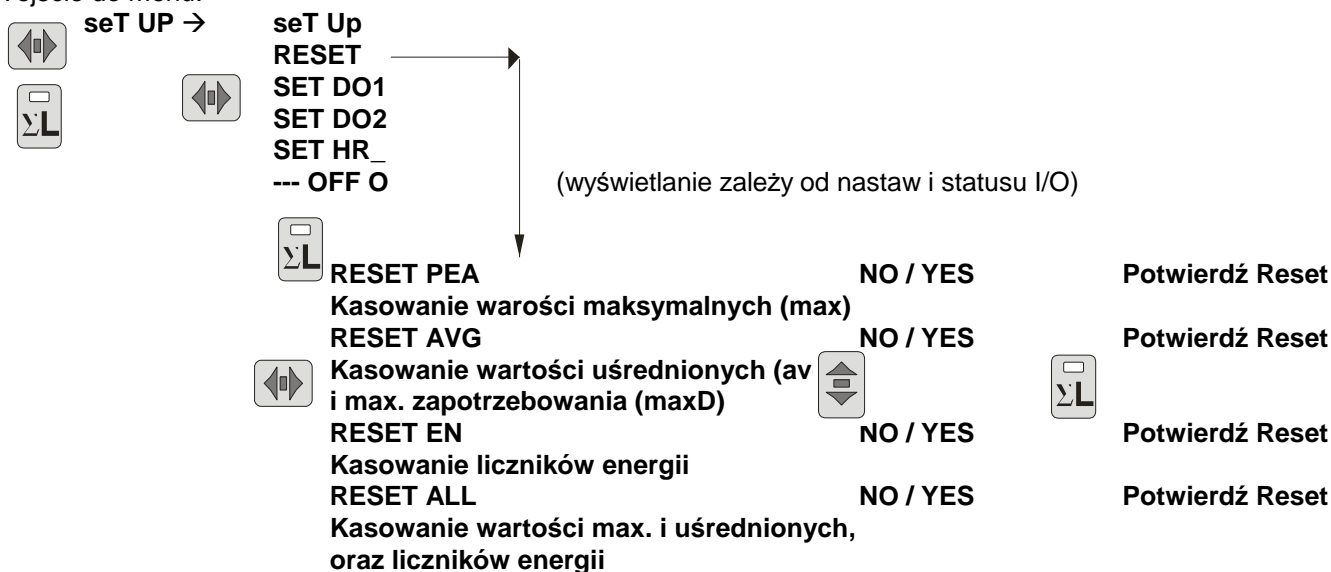 seT UP → seT Up
RESET
SET DO1
ΣL
SET DO2
SET HR_
--- OFF O (wyświetlanie zależy od nastaw i statusu I/O)
ΣL
RESET PEA NO / YES Potwierdź Reset
Kasowanie warości maksymalnych (max)
RESET AVG NO / YES Potwierdź Reset
Kasowanie wartości uśrednionych (av
i max. zapotrzebowania (maxD)
ΣL
RESET EN NO / YES Potwierdź Reset
Kasowanie liczników energii
RESET ALL NO / YES Potwierdź Reset
Kasowanie wartości max. i uśrednionych,
oraz liczników energii